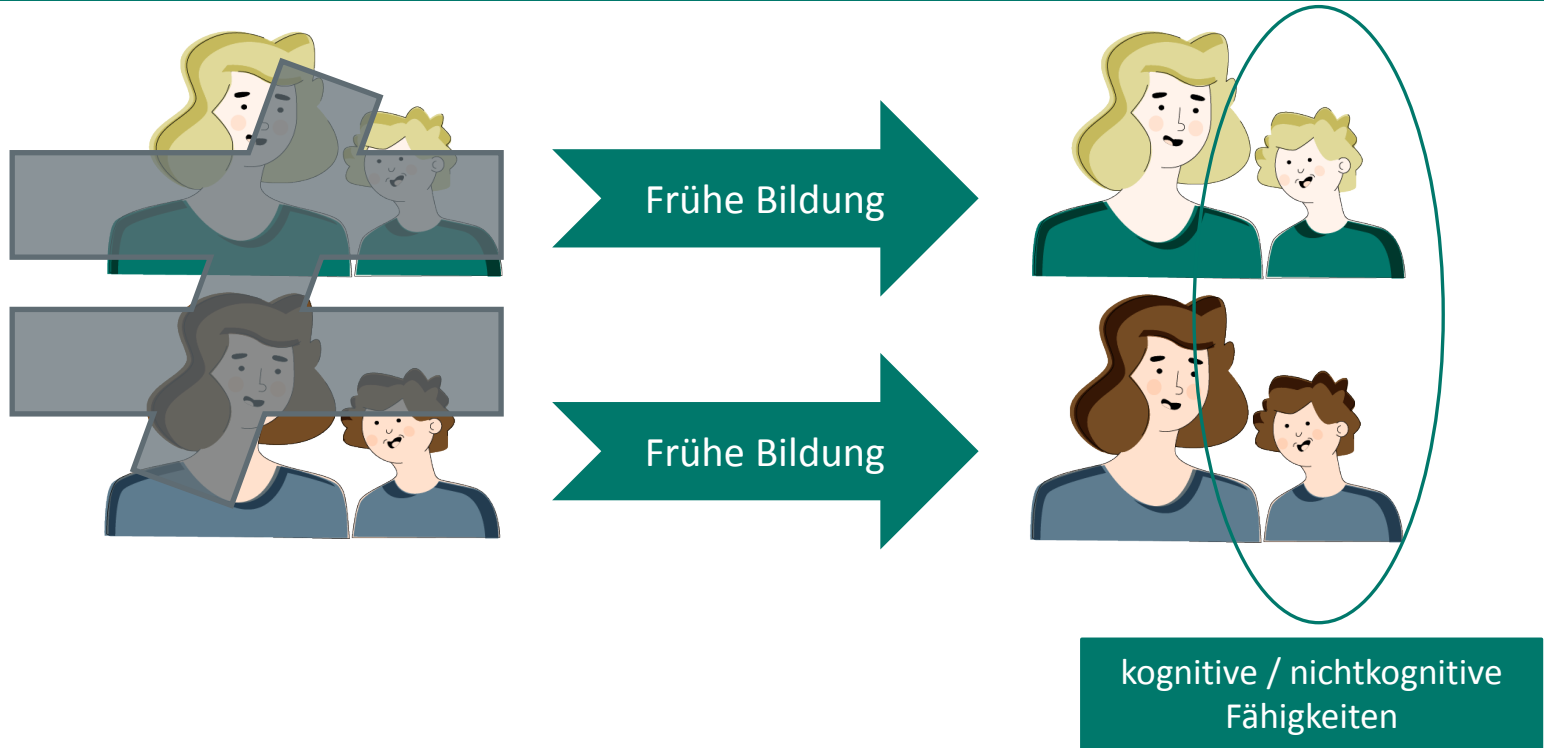 Frühe Bildung
Frühe Bildung
kognitive / nichtkognitive
Fähigkeiten